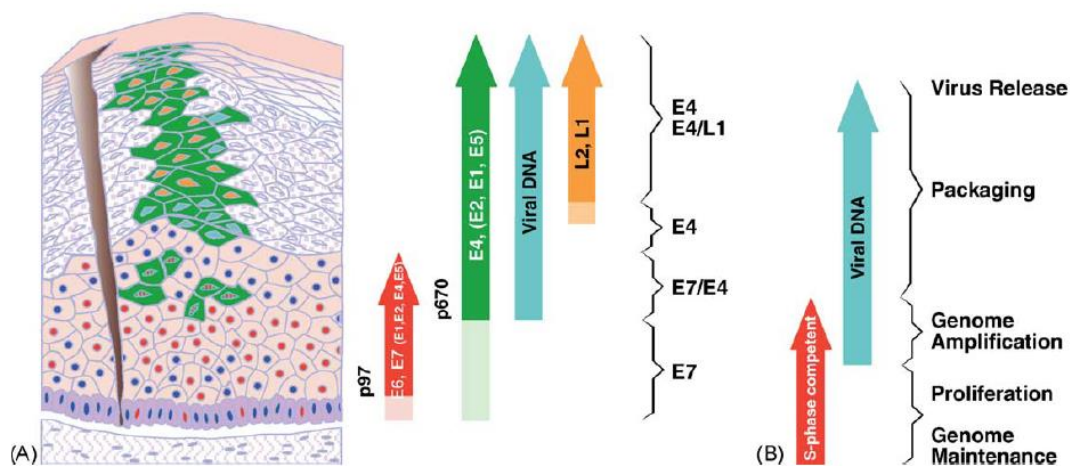 (A)
p97
E6, E7 (E1, E2, E4, E5)
p670
E4, (E2, E1, E5)
Viral DNA
L2, L1
E4
E4/L1
E4
E7/E4
E7
(B)
S-phase competent
Viral DNA
Virus Release
Packaging
Genome
Amplification
Proliferation
Genome
Maintenance